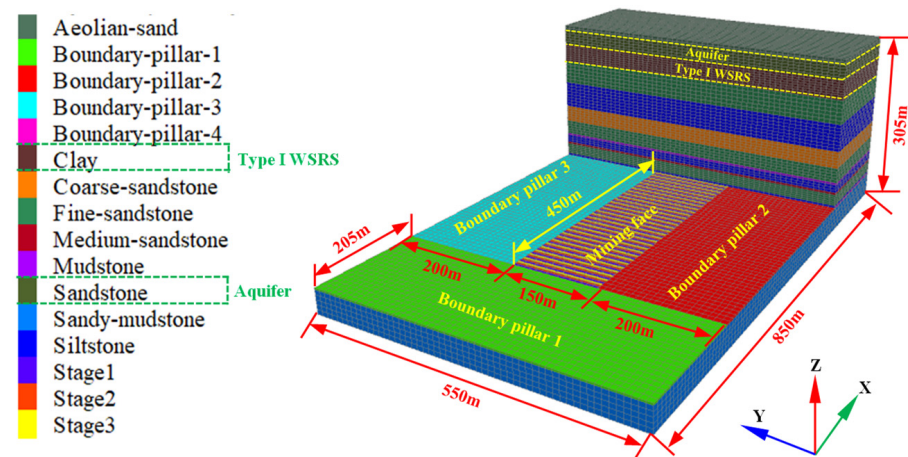 Aeolian-sand
Boundary-pillar-1
Boundary-pillar-2
Boundary-pillar-3
Boundary-pillar-4
Clay
Type I WSRS
Coarse-sandstone
Fine-sandstone
Medium-sandstone
Mudstone
Sandstone
Aquifer
Sandy-mudstone
Siltstone
Stage1
Stage2
Stage3
Aquifer
Type I WSRS
305m
Boundary pillar 3
450m
Mining face
Boundary pillar 2
205m
200m
150m
200m
Boundary pillar 1
850m
550m
Z
X
Y